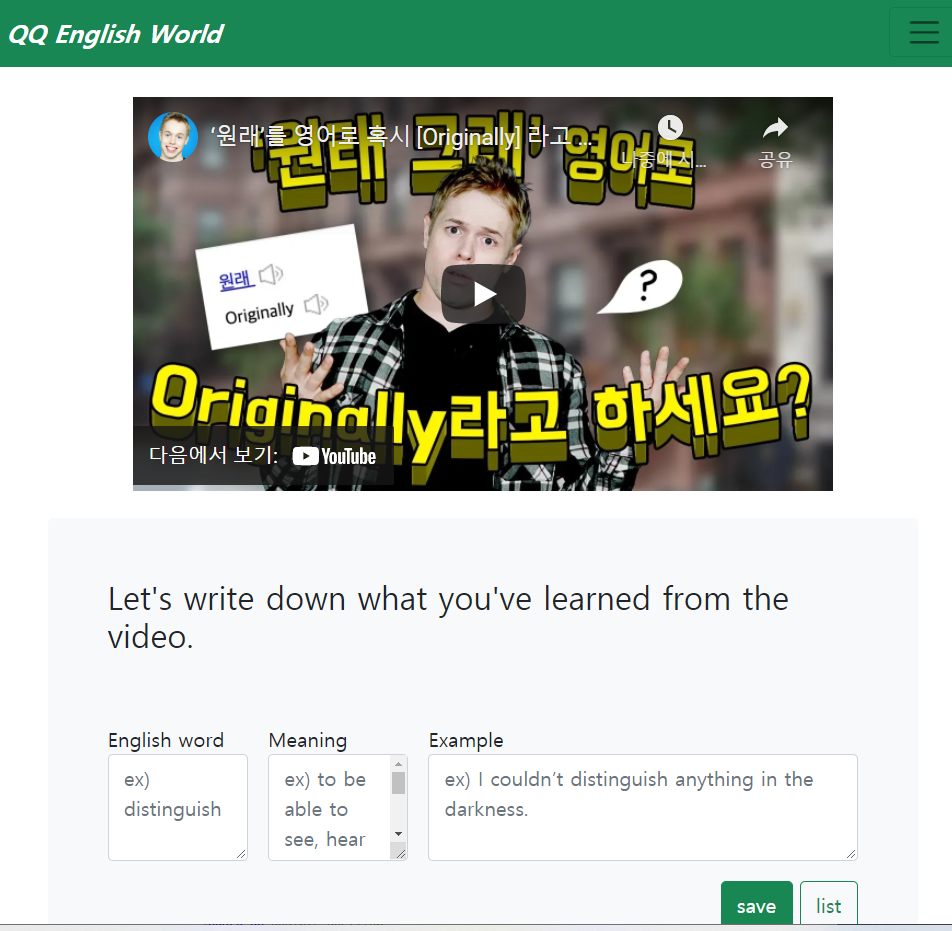 QQ English World
‘원래’를 영어로 혹시 [Originally] 라고 ...
나중에 시...
공유
‘원태 크래’ 영어로
원래
Originally
?
Originally라고 하세요?
다음에서 보기: YouTube
Let's write down what you've learned from the
video.
English word
Meaning
Example
ex)
distinguish
ex) to be
able to
see, hear
ex) I couldn’t distinguish anything in the
darkness.
save
list